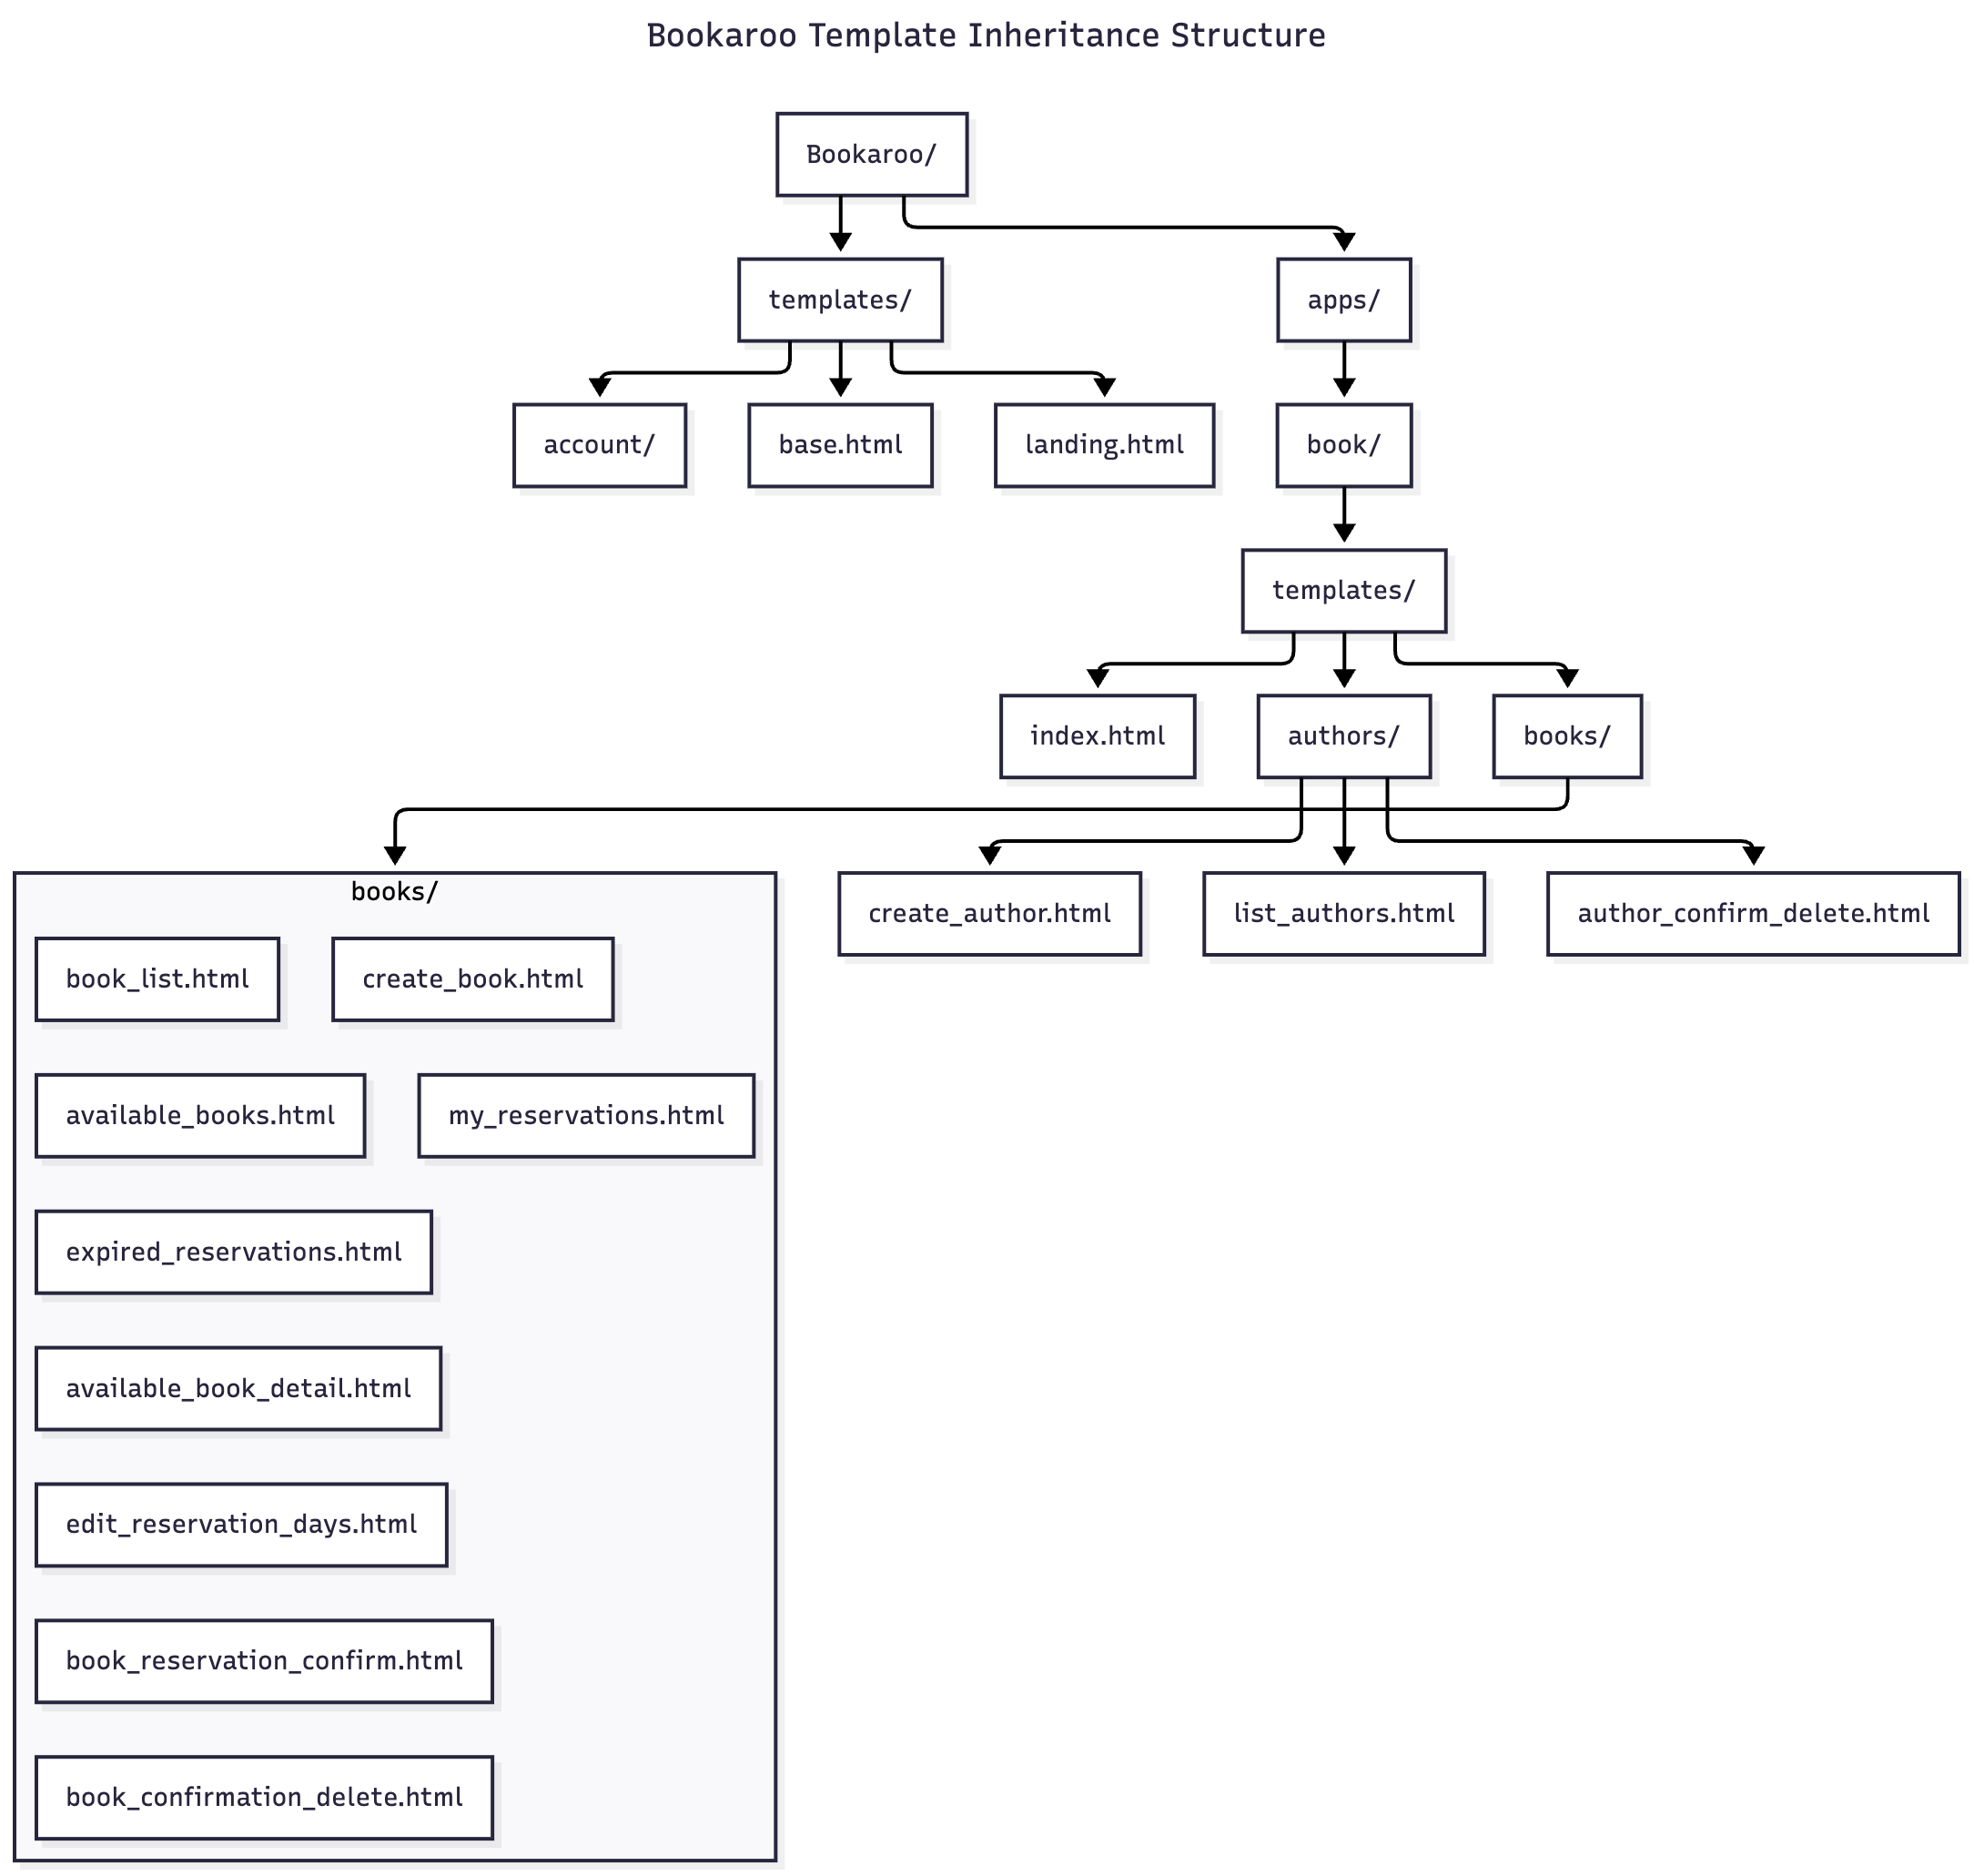 Bookaroo Template Inheritance Structure
Bookaroo/
templates/
apps/
account/
base.html
landing.html
book/
templates/
index.html
authors/
books/
books/
create_author.html
list_authors.html
author_confirm_delete.html
book_list.html
create_book.html
available_books.html
my_reservations.html
expired_reservations.html
available_book_detail.html
edit_reservation_days.html
book_reservation_confirm.html
book_confirmation_delete.html